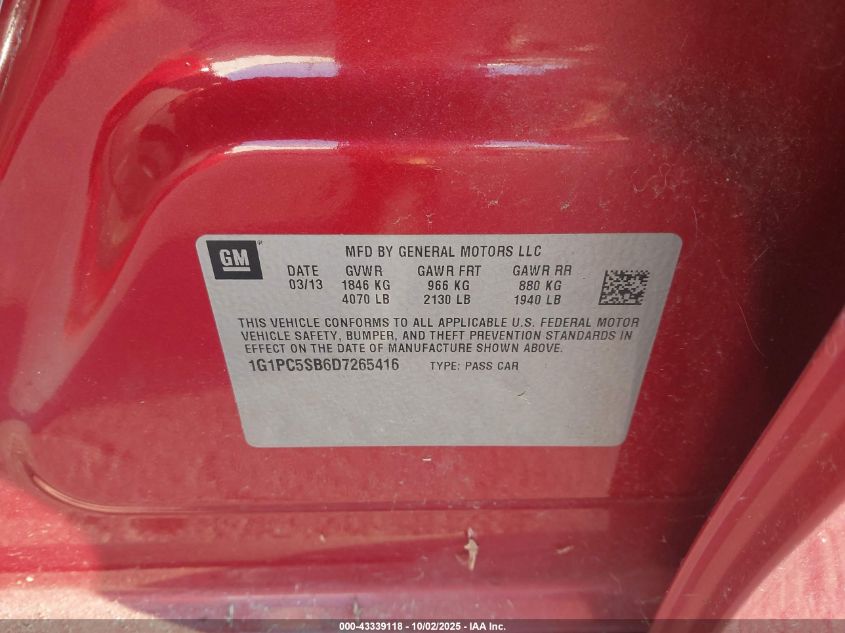 GM
MFD BY GENERAL MOTORS LLC
DATE GVWR GAWR FRT GAWR RR
03/13 1846 KG 966 KG 880 KG
4070 LB 2130 LB 1940 LB
THIS VEHICLE CONFORMS TO ALL APPLICABLE U.S. FEDERAL MOTOR
VEHICLE SAFETY, BUMPER, AND THEFT PREVENTION STANDARDS IN
EFFECT ON THE DATE OF MANUFACTURE SHOWN ABOVE.
1G1PC5SB6D7265416 TYPE: PASS CAR
000-43339118 - 10/02/2025 - IAA Inc.